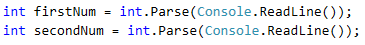 int firstNum = int.Parse(Console.ReadLine());
int secondNum = int.Parse(Console.ReadLine());